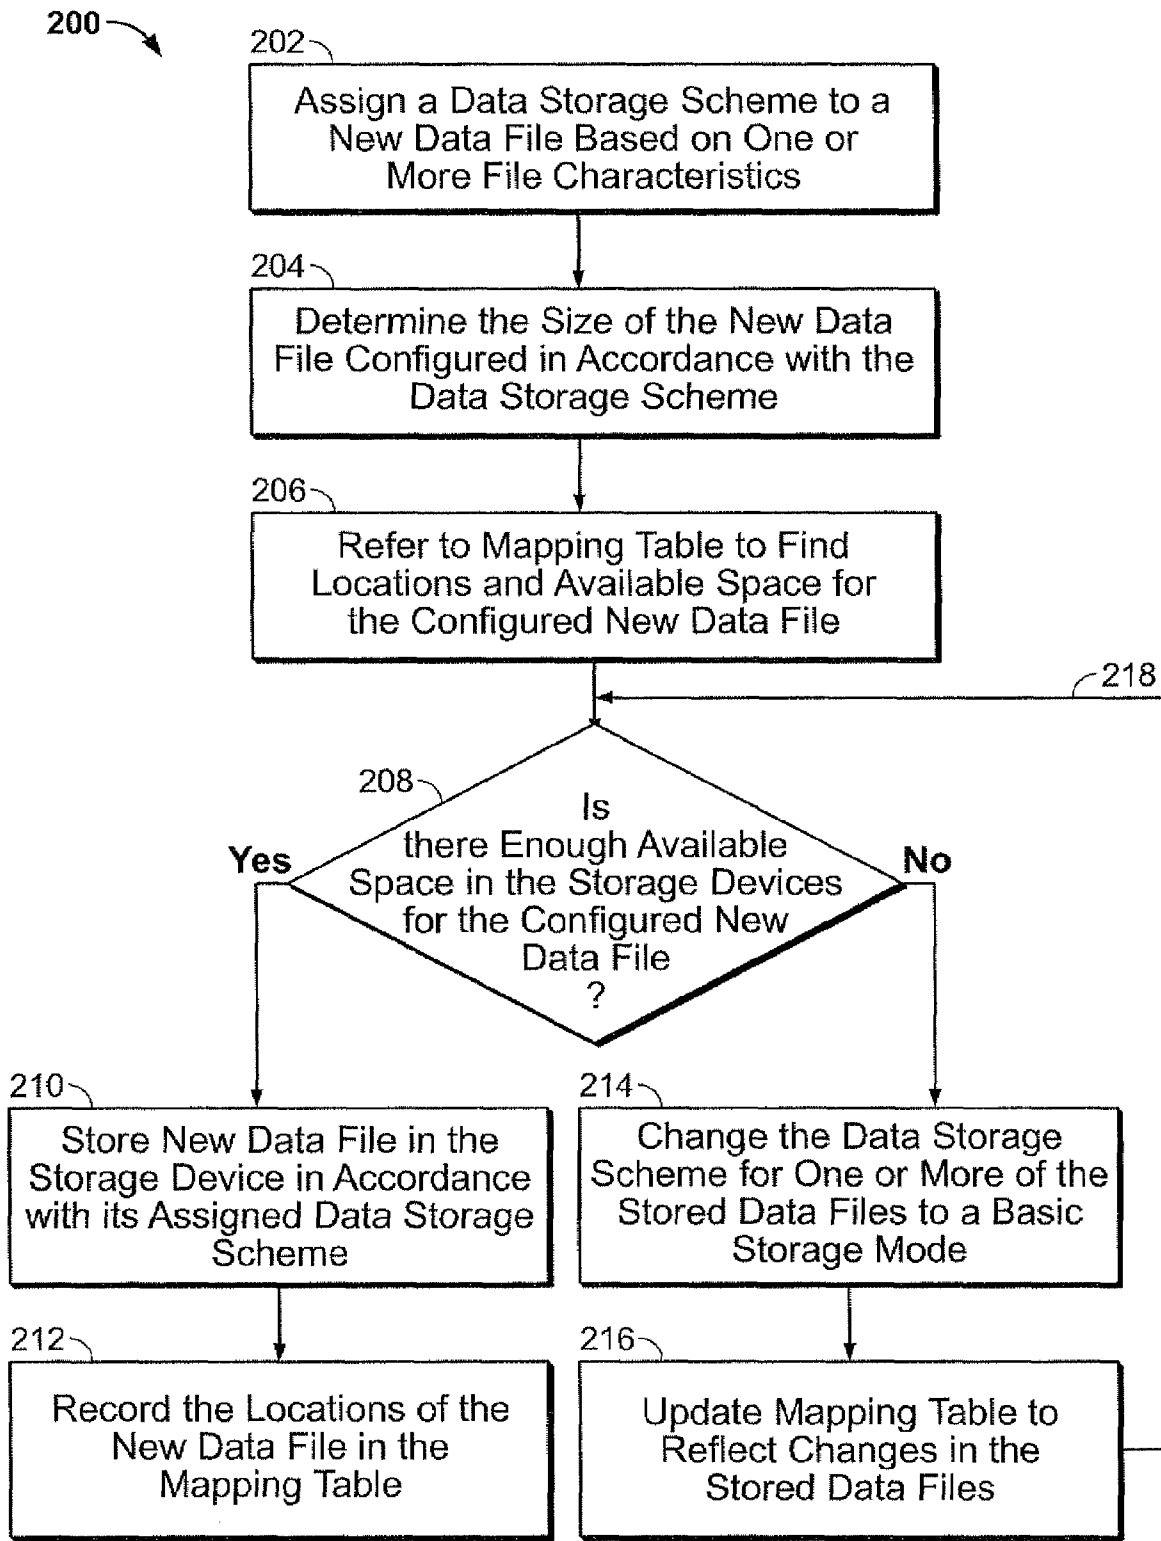 200
202
Assign a Data Storage Scheme to a
New Data File Based on One or
More File Characteristics
204
Determine the Size of the New Data
File Configured in Accordance with the
Data Storage Scheme
206
Refer to Mapping Table to Find
Locations and Available Space for
the Configured New Data File
218
208
Is
there Enough Available
Space in the Storage Devices
for the Configured New
Data File
?
Yes
No
210
Store New Data File in the
Storage Device in Accordance
with its Assigned Data Storage
Scheme
214
Change the Data Storage
Scheme for One or More of the
Stored Data Files to a Basic
Storage Mode
212
Record the Locations of the
New Data File in the
Mapping Table
216
Update Mapping Table to
Reflect Changes in the
Stored Data Files